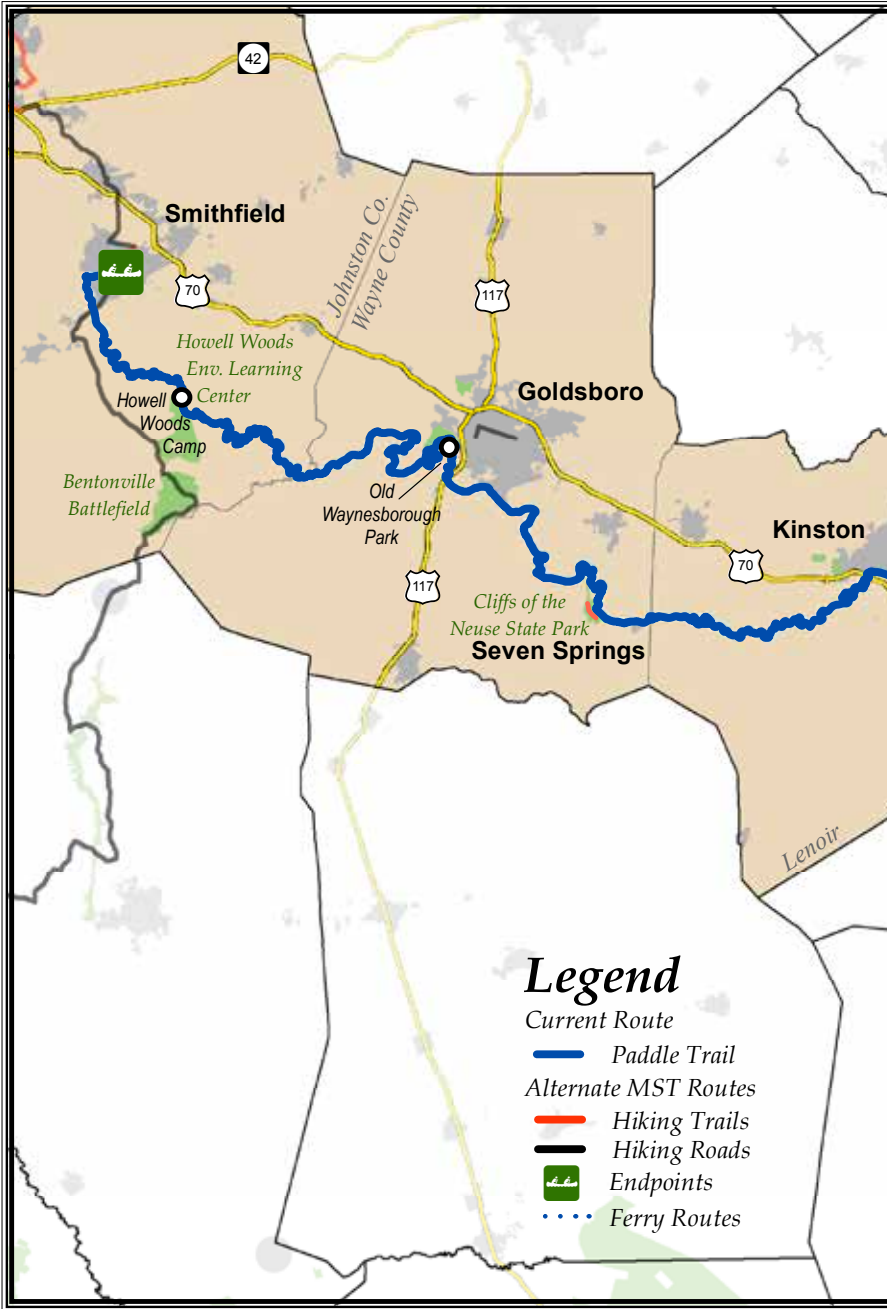 42
Smithfield
Johnston Co.
Wayne County
70
117
Howell Woods
Env. Learning
Center
Howell
Woods
Camp
Goldsboro
Bentonville
Battlefield
Old
Waynesborough
Park
Kinston
70
117
Cliffs of the
Neuse State Park
Seven Springs
Lenoir
Legend
Current Route
Paddle Trail
Alternate MST Routes
Hiking Trails
Hiking Roads
Endpoints
Ferry Routes